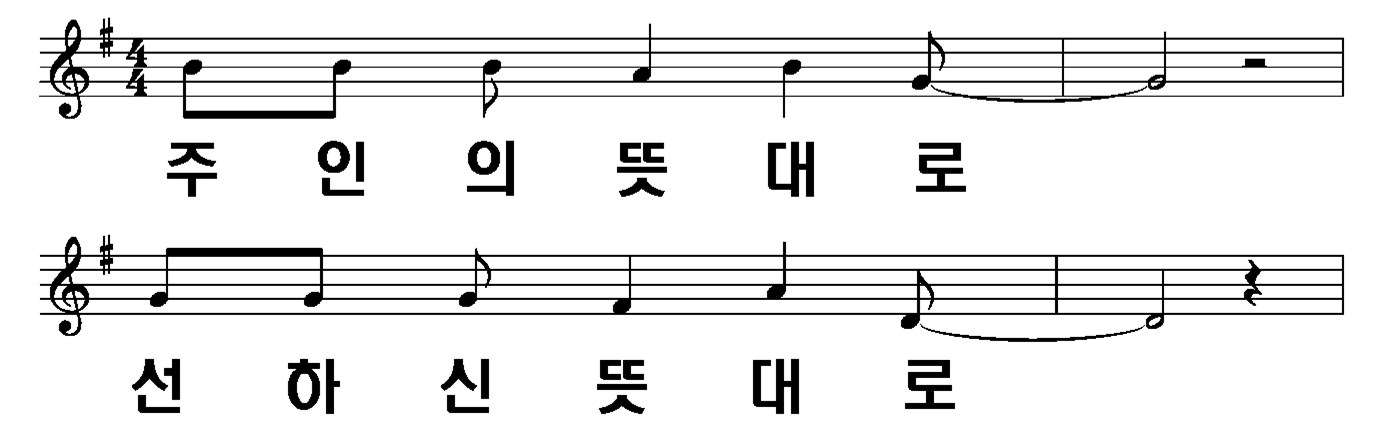 주 인 의 뜻 대 로
선 하 신 뜻 대 로